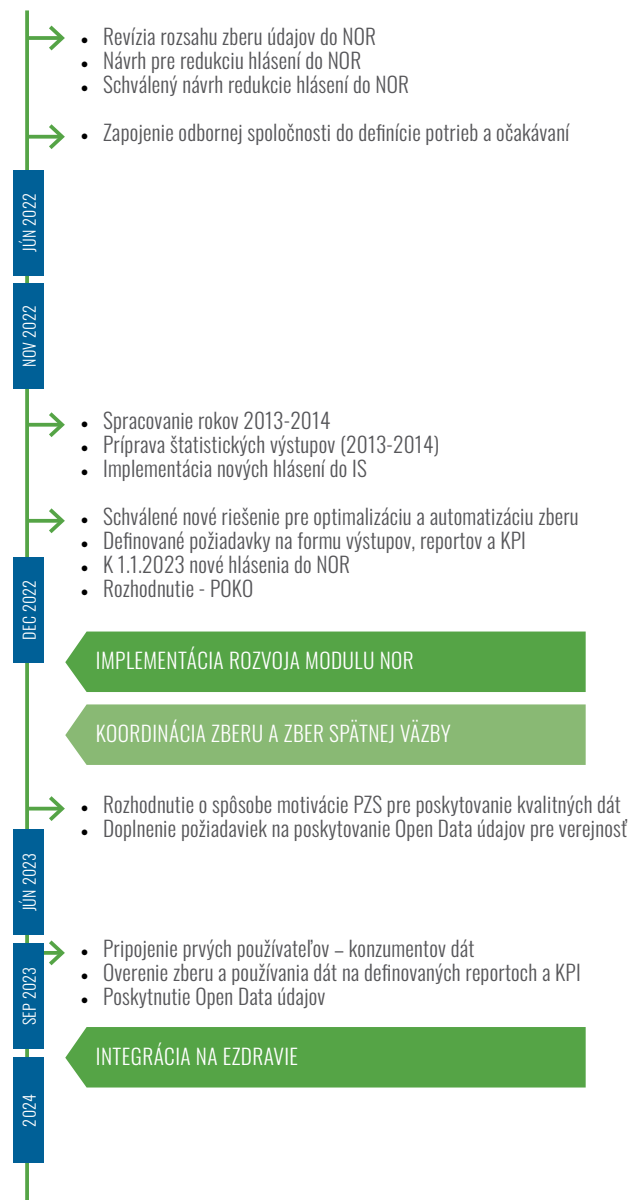 • Revízia rozsahu zberu údajov do NOR
• Návrh pre redukciu hlásení do NOR
• Schválený návrh redukcie hlásení do NOR
• Zapojenie odbornej spoločnosti do definície potrieb a očakávaní
JÚN 2022
NOV 2022
• Spracovanie rokov 2013-2014
• Príprava štatistických výstupov (2013-2014)
• Implementácia nových hlásení do IS
• Schválené nové riešenie pre optimalizáciu a automatizáciu zberu
• Definované požiadavky na formu výstupov, reportov a KPI
• K 1.1.2023 nové hlásenia do NOR
• Rozhodnutie - POKO
DEC 2022
IMPLEMENTÁCIA ROZVOJA MODULU NOR
KOORDINÁCIA ZBERU A ZBER SPÄTNEJ VÄZBY
• Rozhodnutie o spôsobe motivácie PZS pre poskytovanie kvalitných dát
• Doplnenie požiadaviek na poskytovanie Open Data údajov pre verejnosť
JÚN 2023
• Pripojenie prvých používateľov – konzumentov dát
• Overenie zberu a používania dát na definovaných reportoch a KPI
• Poskytnutie Open Data údajov
SEP 2023
INTEGRÁCIA NA EZDRAVIE
2024